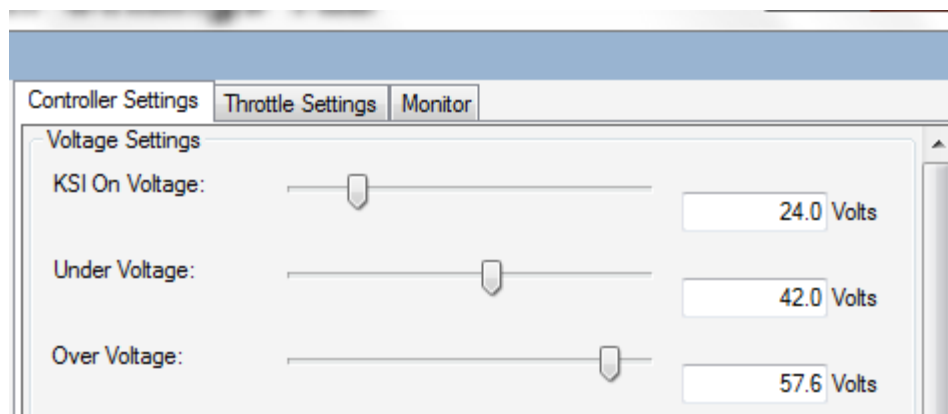 Controller Settings Throttle Settings Monitor
Voltage Settings
KSI On Voltage:
24.0 Volts
Under Voltage:
42.0 Volts
Over Voltage:
57.6 Volts